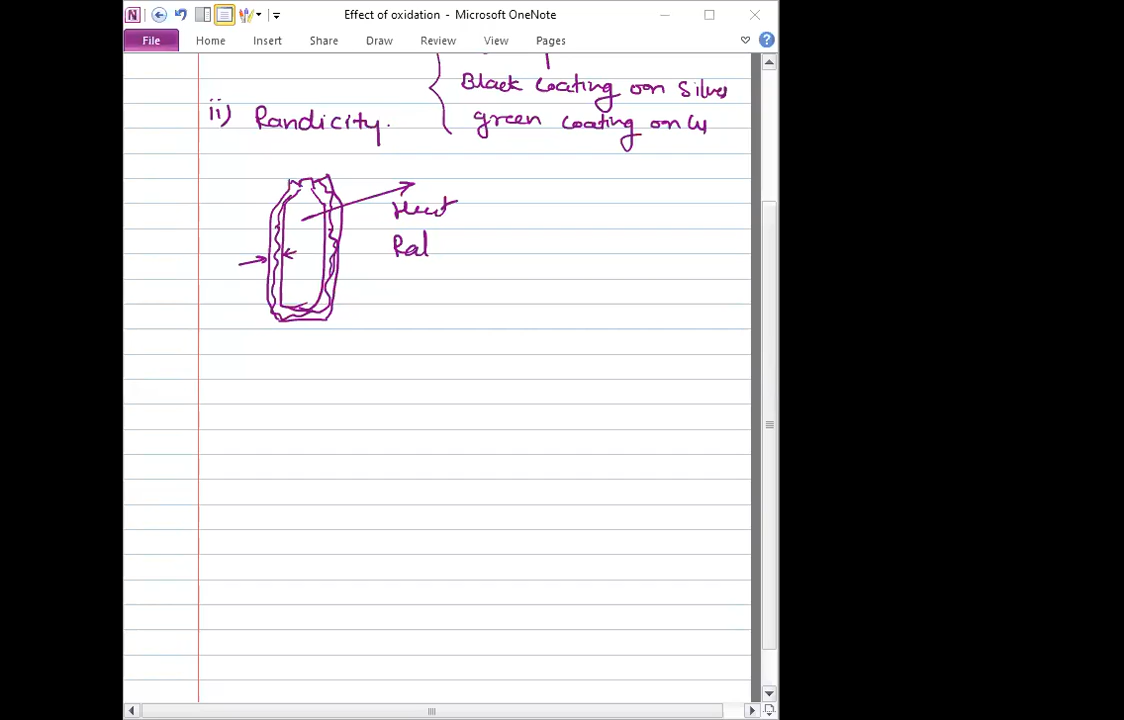 Effect of oxidation - Microsoft OneNote
File Home Insert Share Draw Review View Pages
Black coating on Silver
ii) Randicity.
green coating on Cu
Heat
Ral